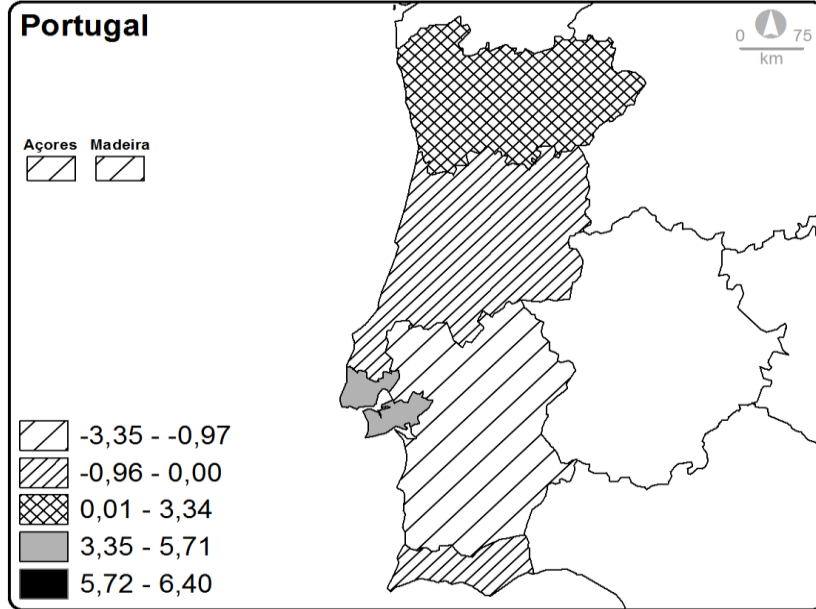 Portugal
0 75
km
Açores Madeira
-3,35 - -0,97
-0,96 - 0,00
0,01 - 3,34
3,35 - 5,71
5,72 - 6,40